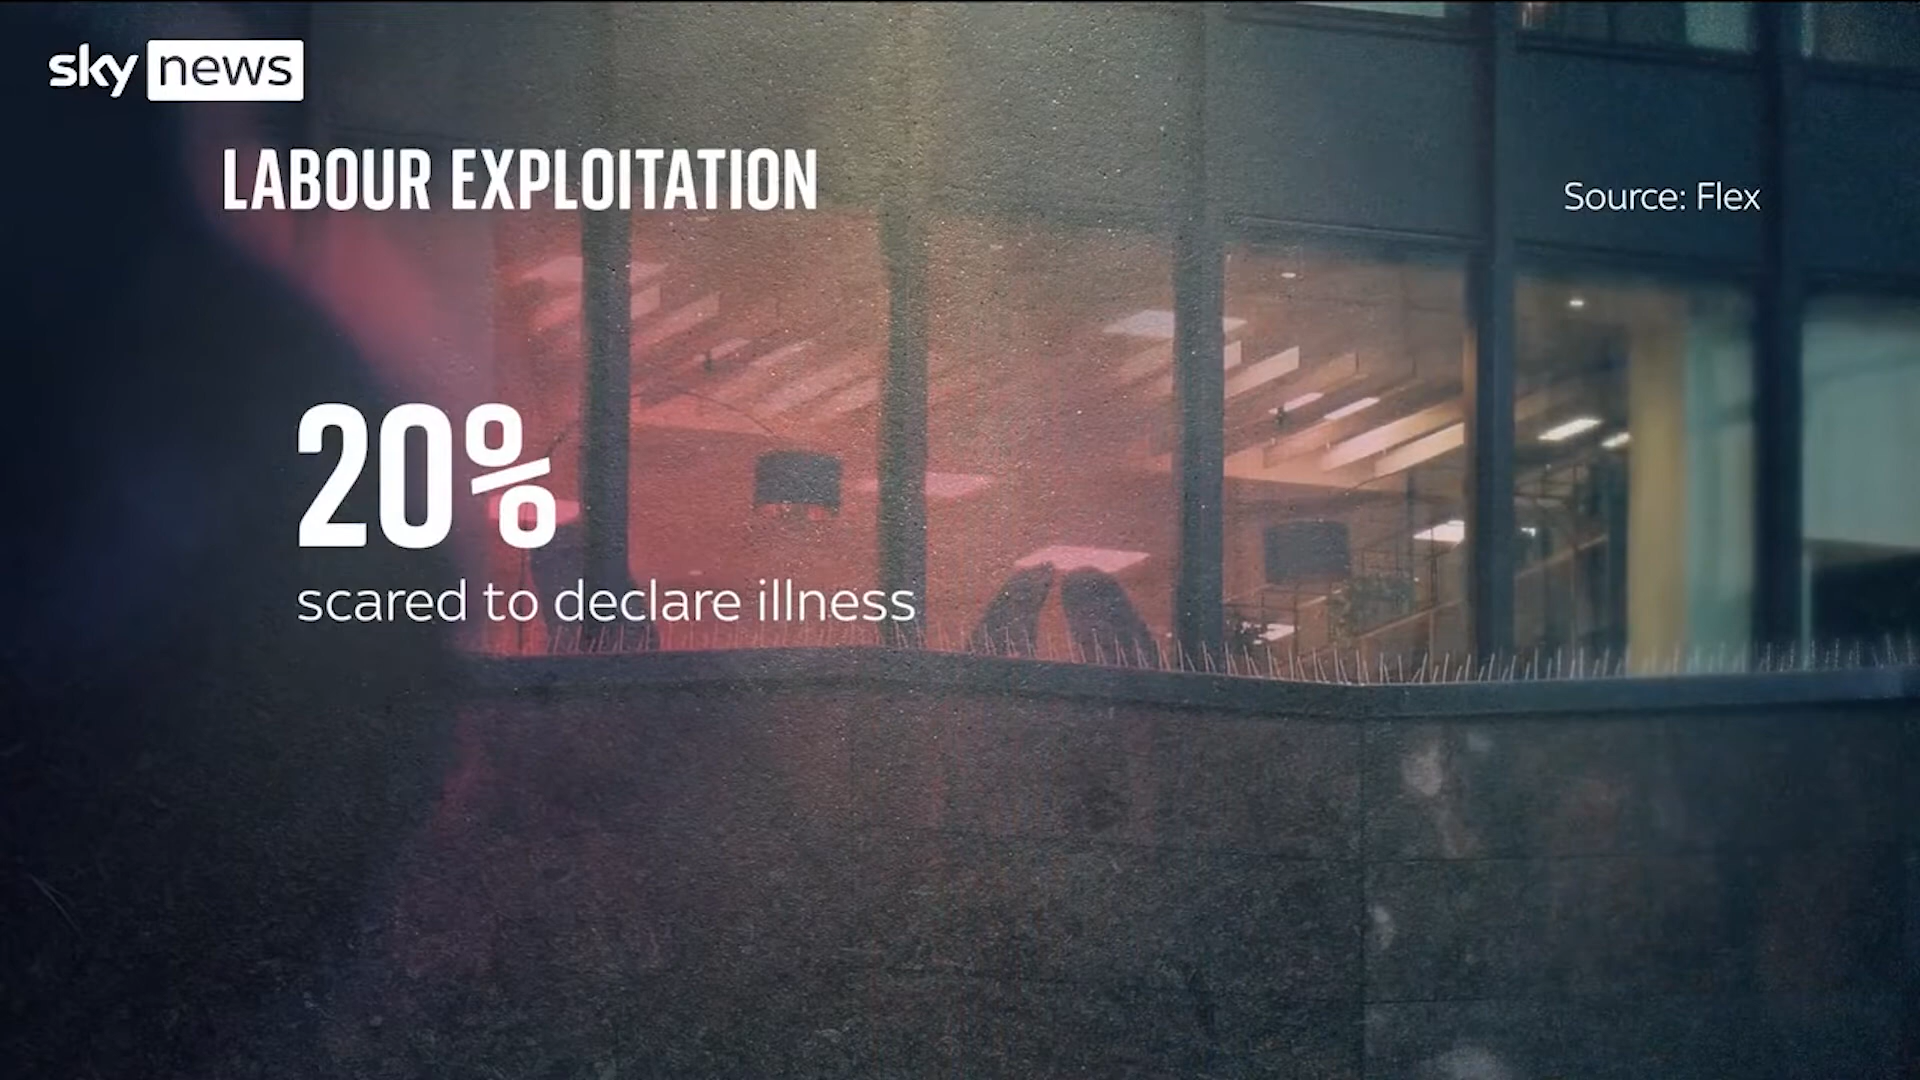 sky news
LABOUR EXPLOITATION
Source: Flex
20%
scared to declare illness